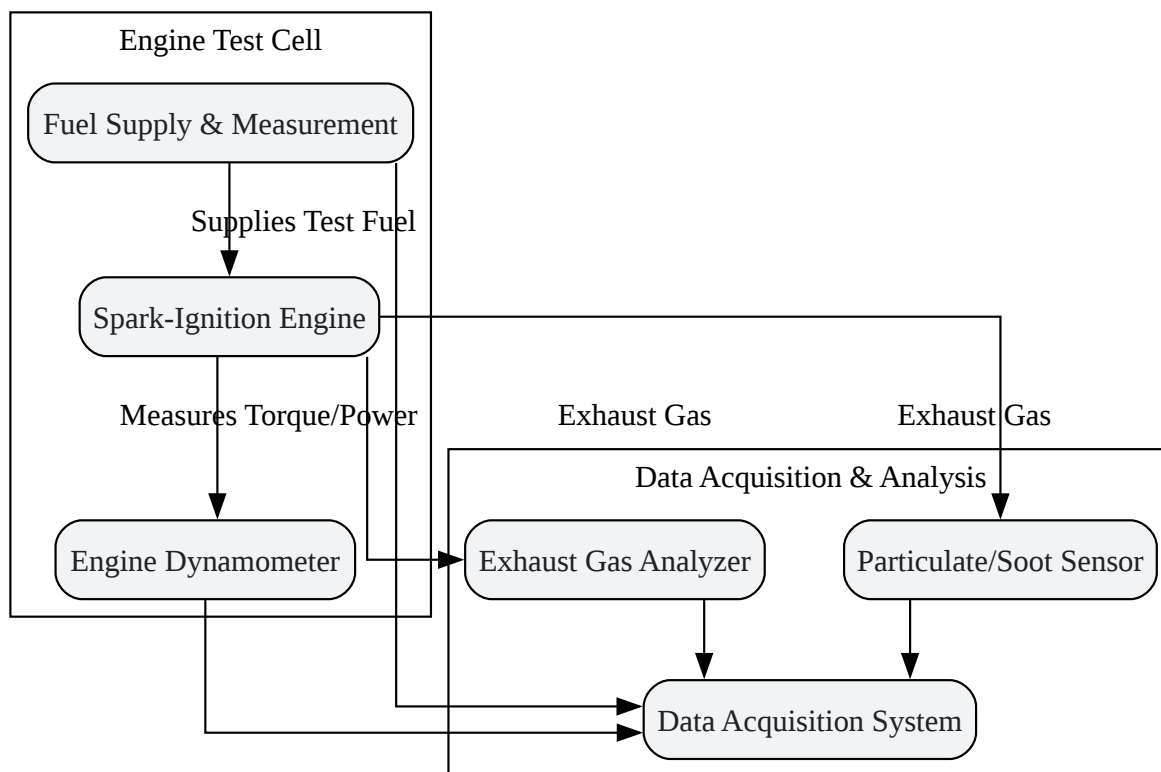 Engine Test Cell
Fuel Supply & Measurement
Supplies Test Fuel
Spark-Ignition Engine
Measures Torque/Power
Exhaust Gas
Exhaust Gas
Data Acquisition & Analysis
Engine Dynamometer
Exhaust Gas Analyzer
Particulate/Soot Sensor
Data Acquisition System